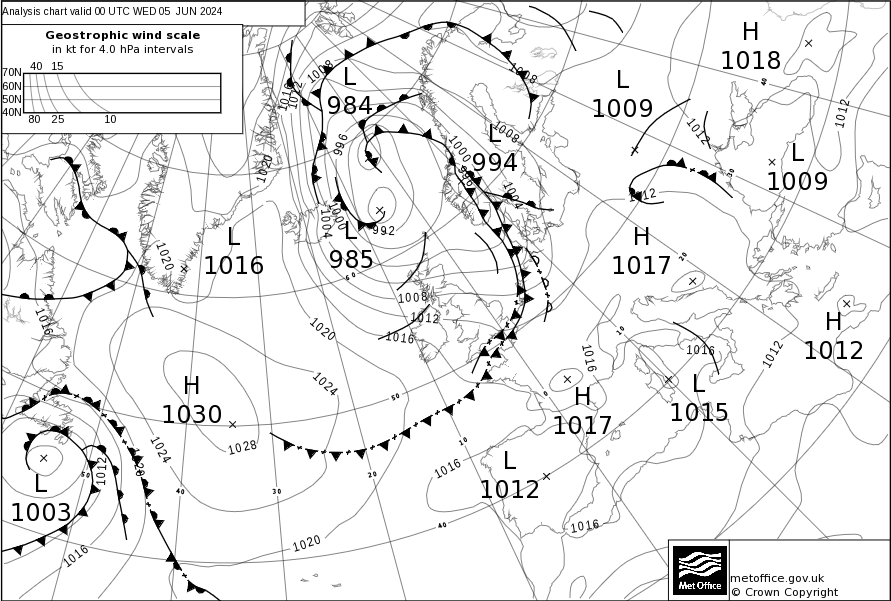 Analysis chart valid 00 UTC WED 05 JUN 2024
Geostrophic wind scale
in kt for 4.0 hPa intervals
40 15
70N
60N
50N
40N
80 25 10
H
1018
L
984
L
1009
L
994
L
1009
1008
1008
1008
1012
1012
1012
1016
1020
996
1000
996
1004
1012
40
30
L
1016
L
985
992
1000
1004
H
1017
20
60
1020
1008
1012
1016
1016
H
1012
1020
1016
1016
1012
10
1024
H
1030
50
0
H
1017
L
1015
1028
1024
1020
1012
10
20
30
40
50
L
1003
1016
L
1012
40
1016
1020
1016
Met Office
metoffice.gov.uk
© Crown Copyright